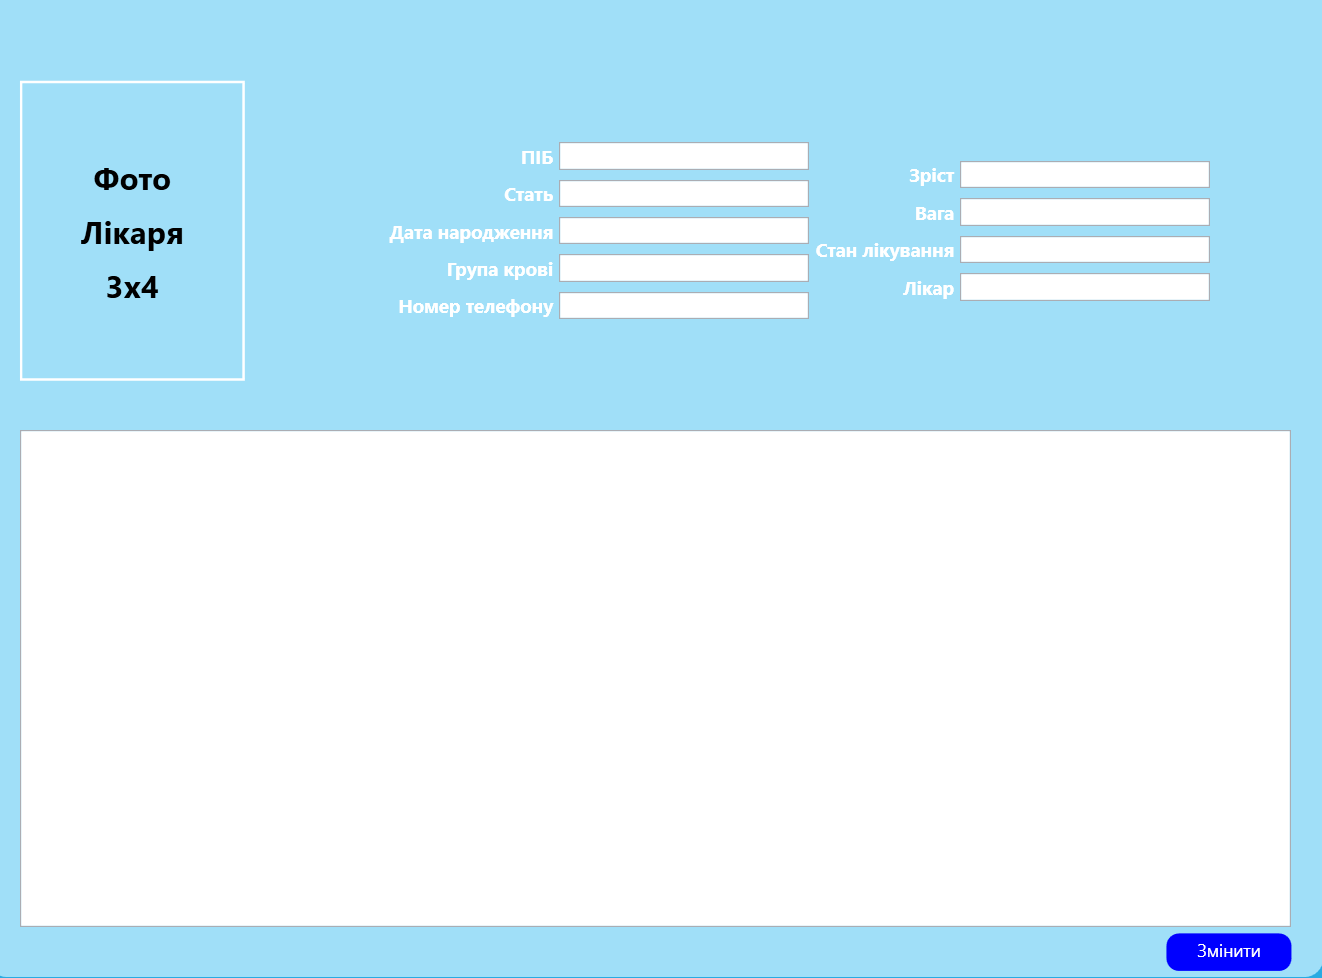 Фото
Лікаря
3x4
ПІБ
Стать
Дата народження
Група крові
Номер телефону
Зріст
Вага
Стан лікування
Лікар
Змінити